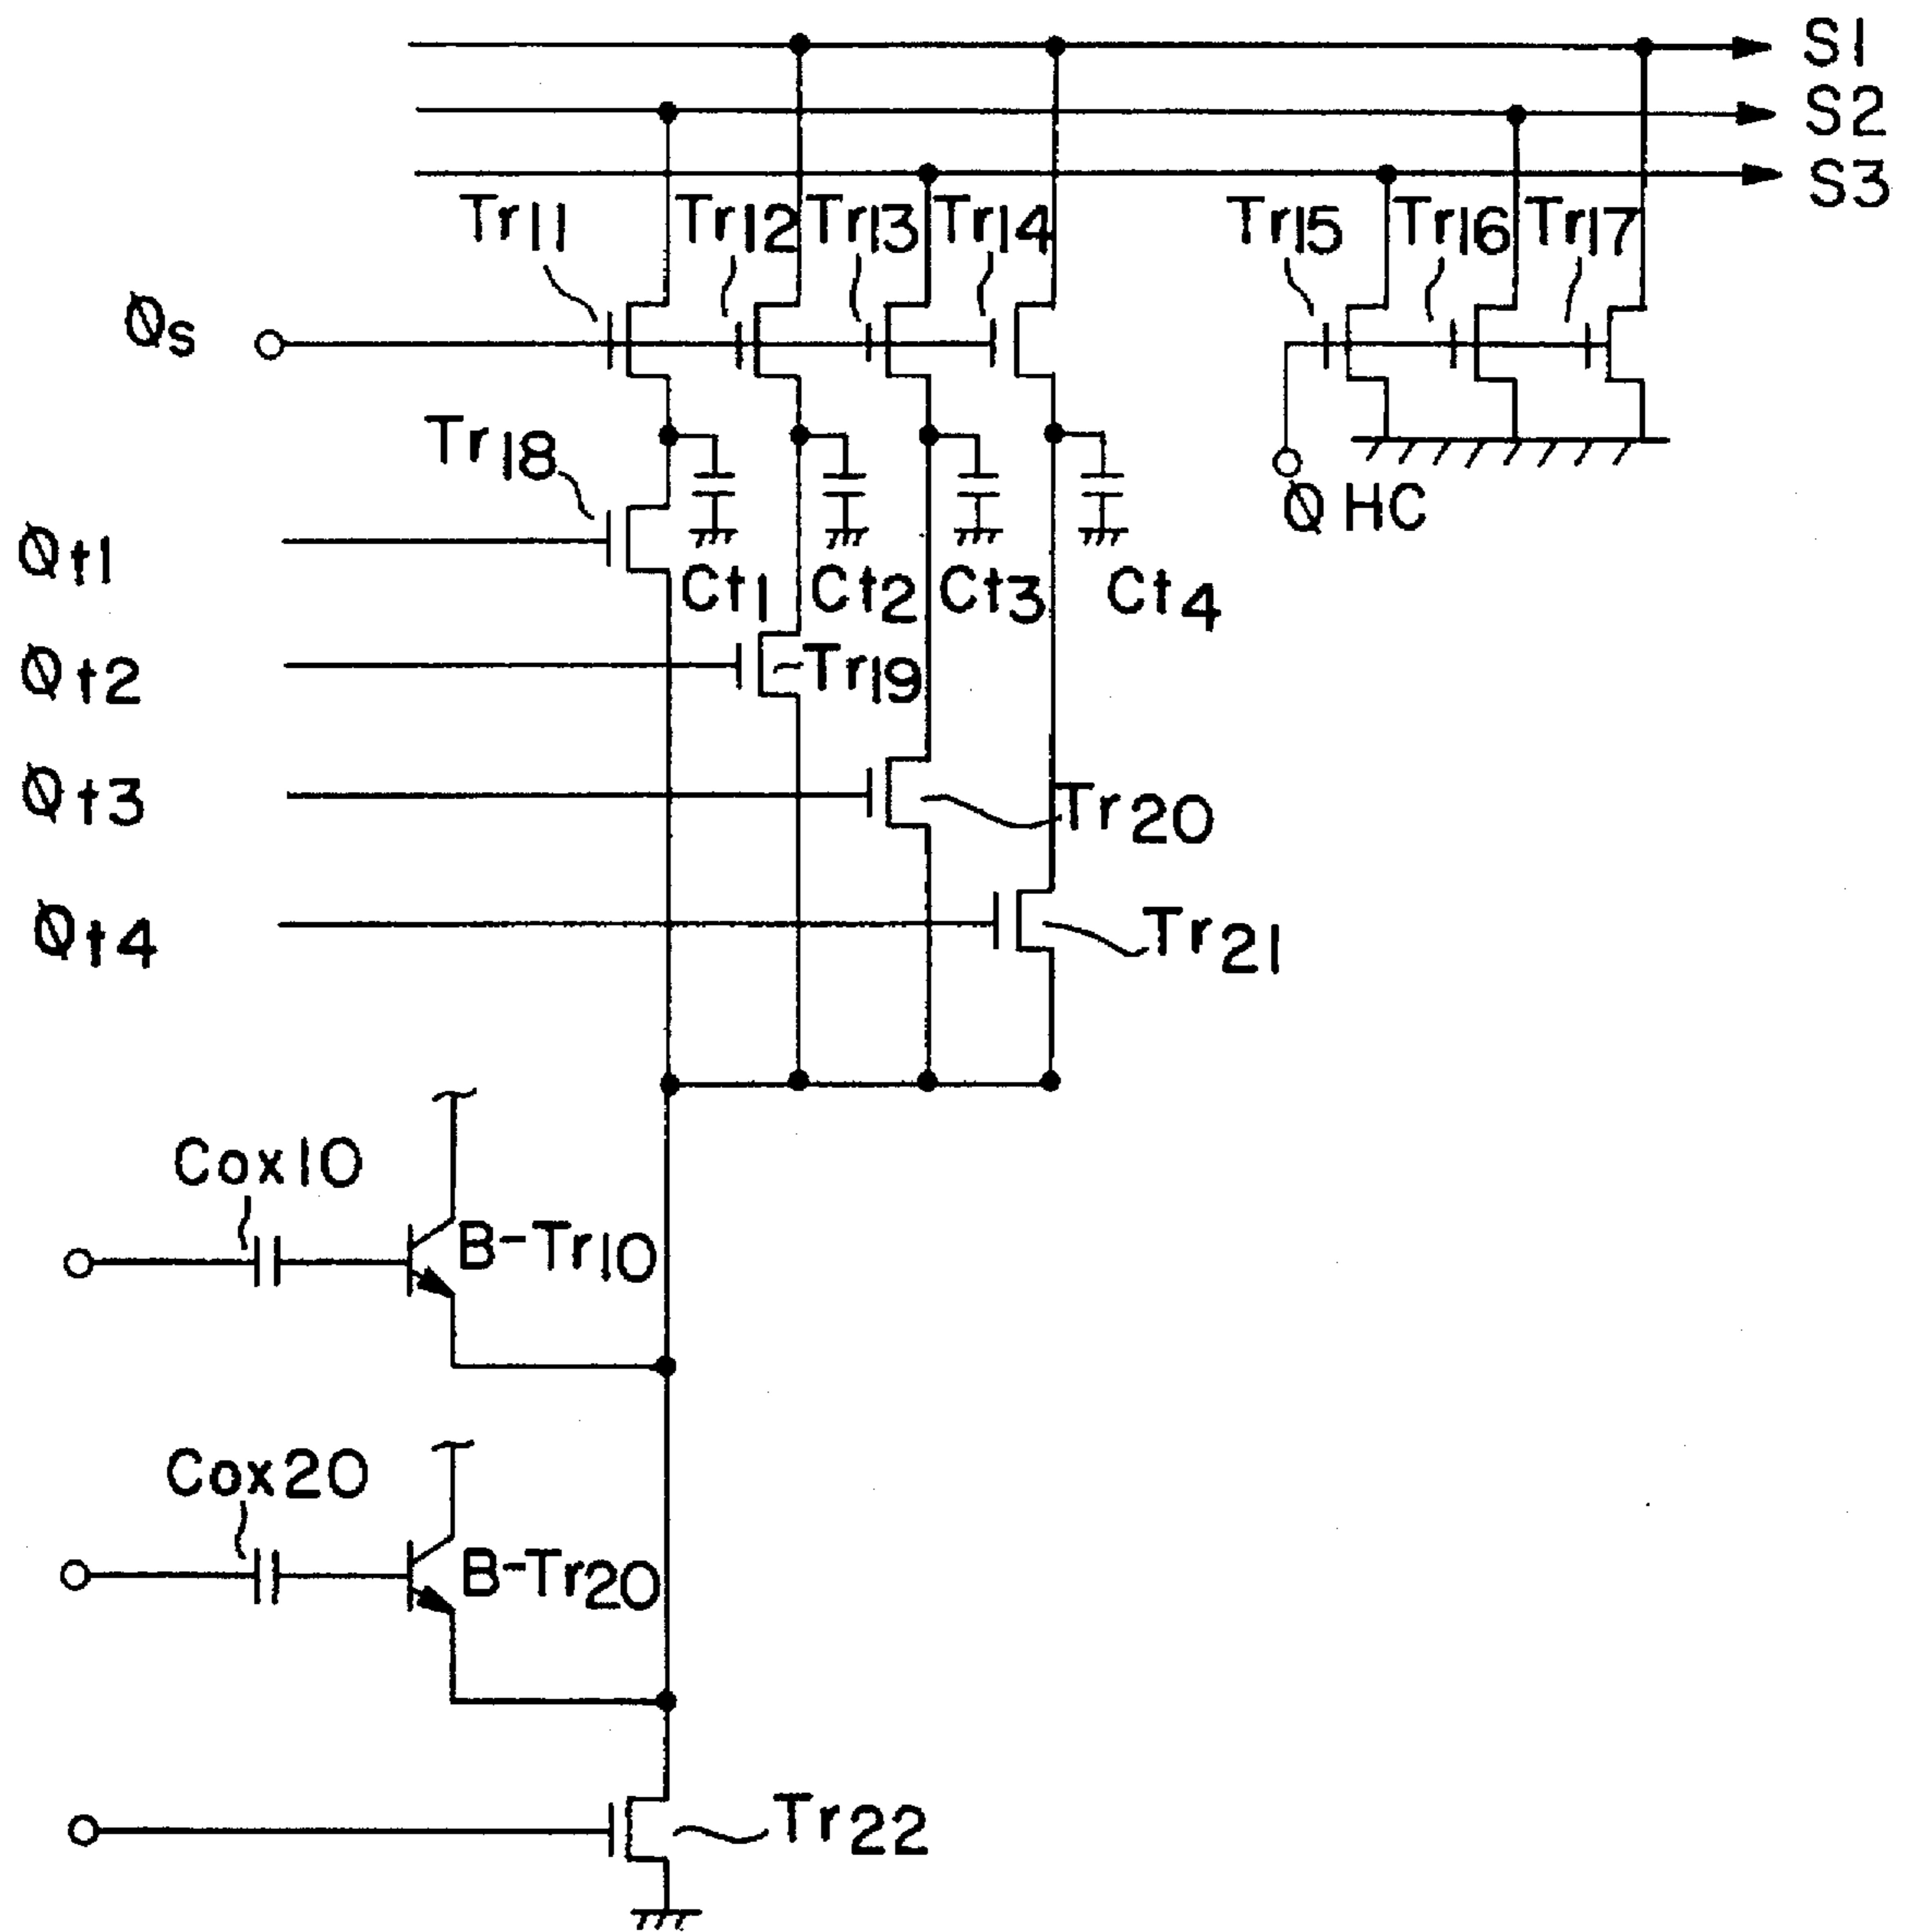 S1
S2
S3
Tr11
Tr12
Tr13
Tr14
Tr15
Tr16
Tr17
Øs
Tr18
ØHC
Øt1
Ct1
Ct2
Ct3
Ct4
Øt2
Tr19
Øt3
Tr20
Øt4
Tr21
Cox10
B-Tr10
Cox20
B-Tr20
Tr22